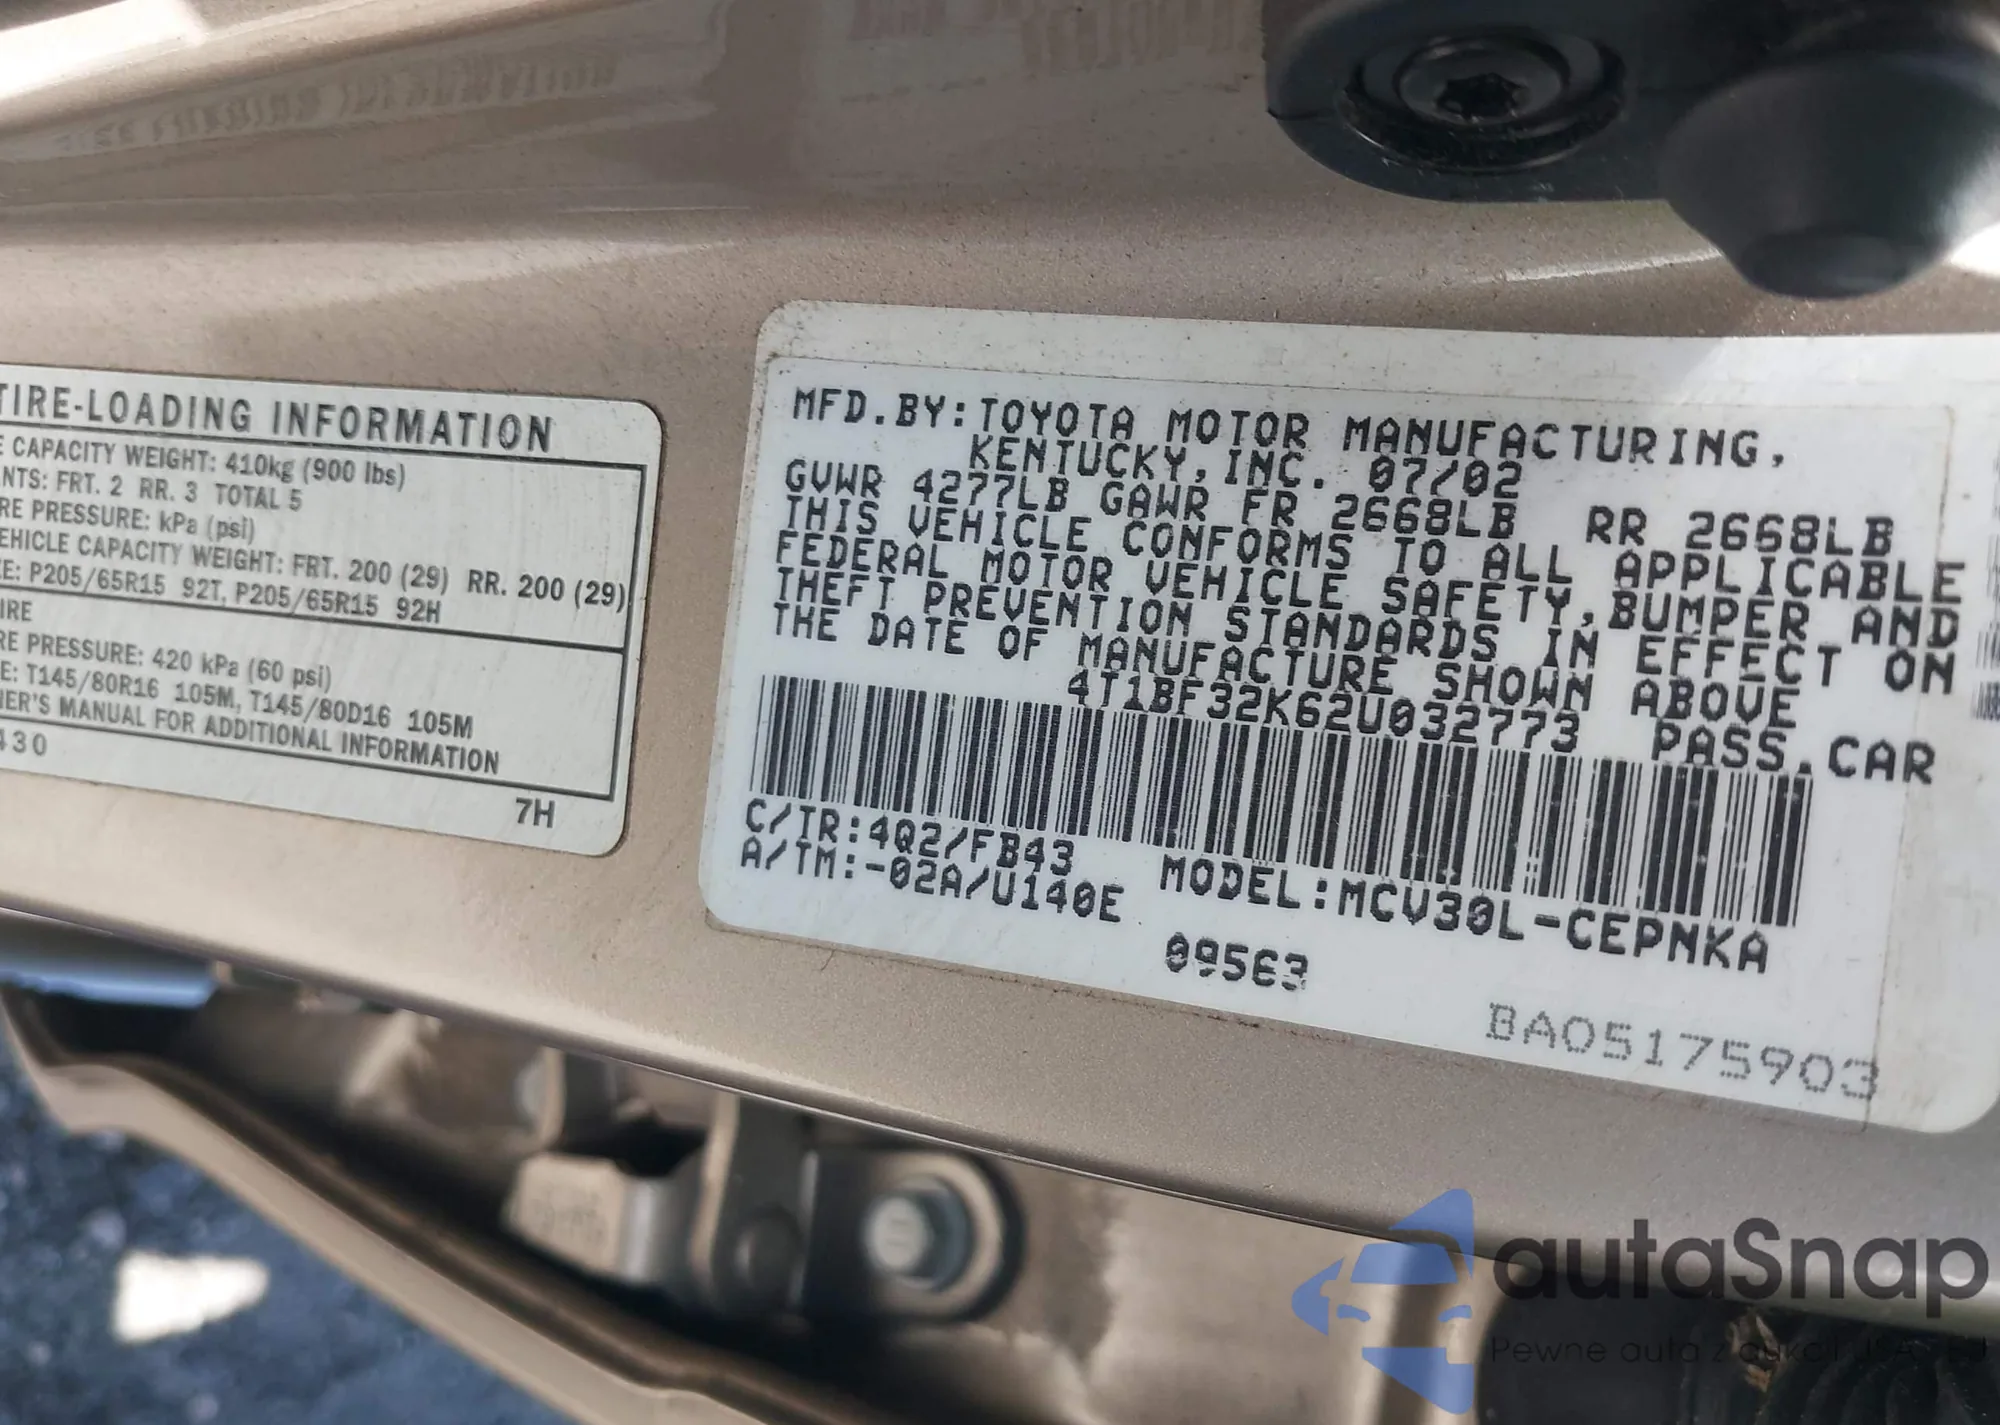 TIRE-LOADING INFORMATION
CAPACITY WEIGHT: 410kg (900 lbs)
NTS: FRT. 2 RR. 3 TOTAL 5
RE PRESSURE: kPa (psi)
EHICLE CAPACITY WEIGHT: FRT. 200 (29) RR. 200 (29)
E: P205/65R15 92T, P205/65R15 92H
IRE
RE PRESSURE: 420 kPa (60 psi)
E: T145/80R16 105M, T145/80D16 105M
NER'S MANUAL FOR ADDITIONAL INFORMATION
430
7H
MFD.BY:TOYOTA MOTOR MANUFACTURING,
KENTUCKY,INC. 07/02
GVWR 4277LB GAWR FR 2668LB RR 2668LB
THIS VEHICLE CONFORMS TO ALL APPLICABLE
FEDERAL MOTOR VEHICLE SAFETY,BUMPER AND
THEFT PREVENTION STANDARDS IN EFFECT ON
THE DATE OF MANUFACTURE SHOWN ABOVE
4T1BF32K62U032773 PASS.CAR
C/TR:4Q2/FB43
A/TM:-02A/U140E MODEL:MCV30L-CEPNKA
09563
BA05175903
autaSnap
Pewne auta z aukcji USA